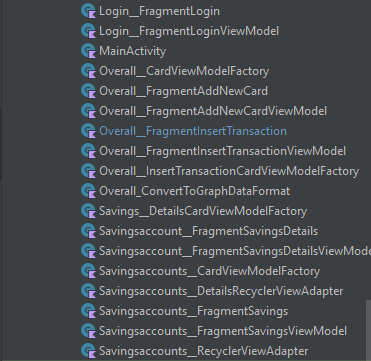 Login__FragmentLogin
Login__FragmentLoginViewModel
MainActivity
Overall__CardViewModelFactory
Overall__FragmentAddNewCard
Overall__FragmentAddNewCardViewModel
Overall__FragmentInsertTransaction
Overall__FragmentInsertTransactionViewModel
Overall__InsertTransactionCardViewModelFactory
Overall_ConvertToGraphDataFormat
Savings__DetailsCardViewModelFactory
Savingsaccount__FragmentSavingsDetails
Savingsaccount__FragmentSavingsDetailsViewMode
Savingsaccounts__CardViewModelFactory
Savingsaccounts__DetailsRecyclerViewAdapter
Savingsaccounts__FragmentSavings
Savingsaccounts__FragmentSavingsViewModel
Savingsaccounts__RecyclerViewAdapter